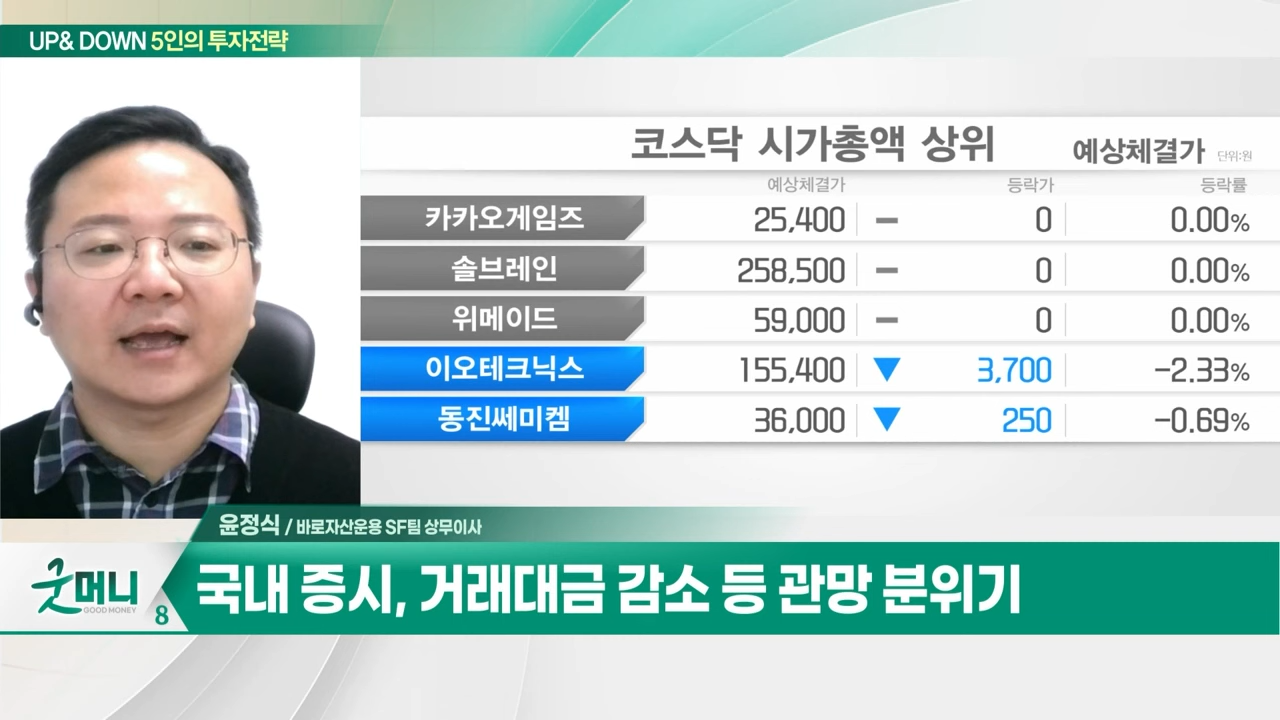 UP& DOWN 5인의 투자전략
코스닥 시가총액 상위 예상체결가 단위:원
예상체결가 등락가 등락률
카카오게임즈 25,400 0 0.00%
솔브레인 258,500 0 0.00%
위메이드 59,000 0 0.00%
이오테크닉스 155,400 ▼ 3,700 -2.33%
동진쎄미켐 36,000 ▼ 250 -0.69%
윤정식 / 바로자산운용 SF팀 상무이사
굿머니
GOOD MONEY
8
국내 증시, 거래대금 감소 등 관망 분위기